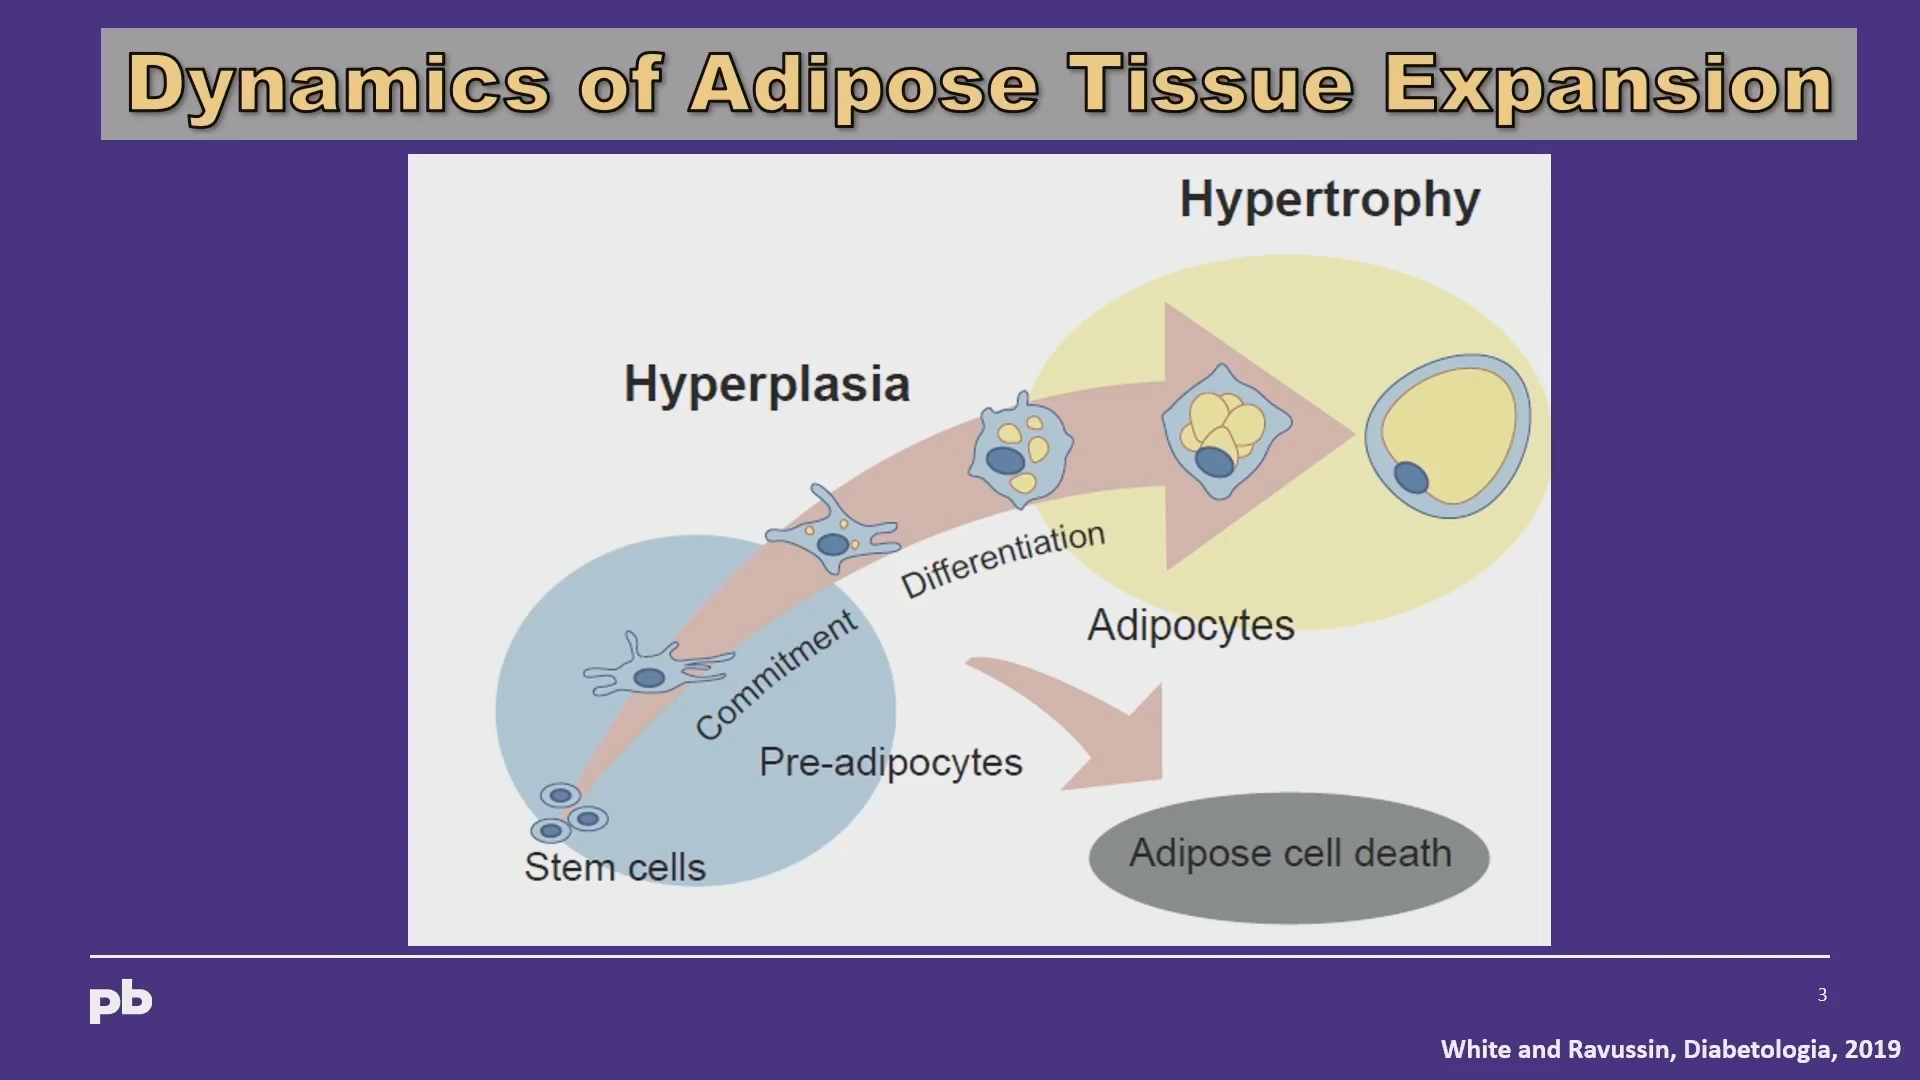 Dynamics of Adipose Tissue Expansion
Hypertrophy
Hyperplasia
Differentiation
Commitment
Adipocytes
Pre-adipocytes
Stem cells
Adipose cell death
pb
3
White and Ravussin, Diabetologia, 2019